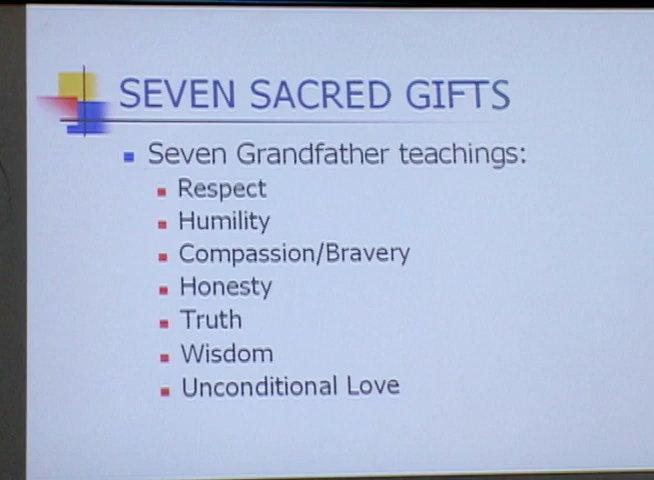 SEVEN SACRED GIFTS
Seven Grandfather teachings:
Respect
Humility
Compassion/Bravery
Honesty
Truth
Wisdom
Unconditional Love